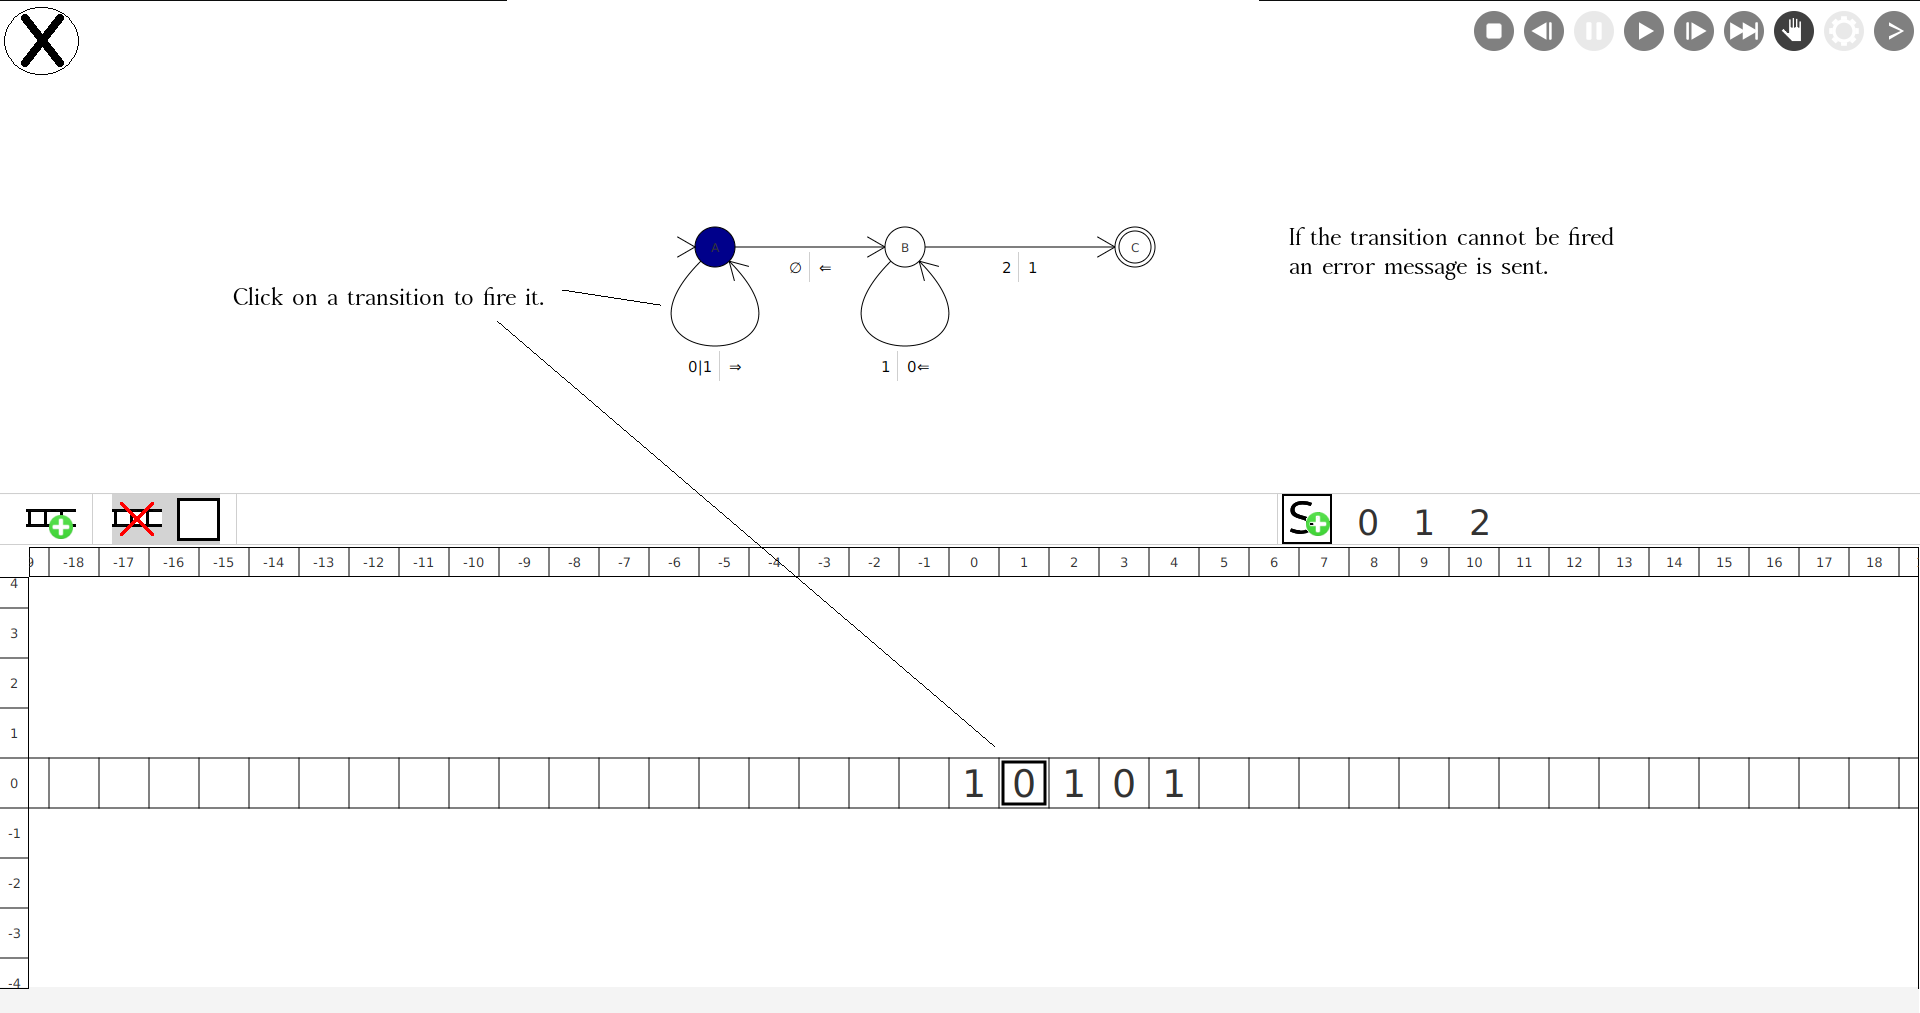 X
>
A
B
C
∅ ⇐
2 1
If the transition cannot be fired
an error message is sent.
Click on a transition to fire it.
0|1 ⇒
1 0⇐
S 0 1 2
9 -18 -17 -16 -15 -14 -13 -12 -11 -10 -9 -8 -7 -6 -5 -4 -3 -2 -1 0 1 2 3 4 5 6 7 8 9 10 11 12 13 14 15 16 17 18
4
3
2
1
0 1 0 1 0 1
-1
-2
-3
-4